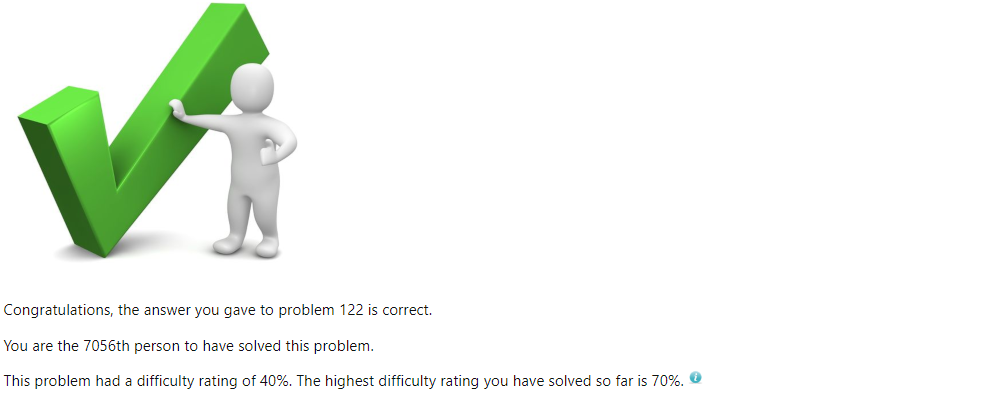 Congratulations, the answer you gave to problem 122 is correct.
You are the 7056th person to have solved this problem.
This problem had a difficulty rating of 40%. The highest difficulty rating you have solved so far is 70%.